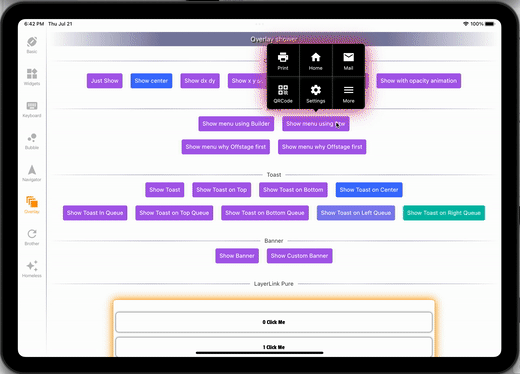 6:42 PM Thu Jul 21
100%
Overlay shower
Basic
Widgets
Keyboard
Bubble
Navigator
Overlay
Brother
Homeless
Print
Home
Mail
QRCode
Settings
More
Just Show
Show center
Show dx dy
Show x y
Show with opacity animation
Show menu using Builder
Show menu using
Show menu why Offstage first
Show menu why Offstage first
Toast
Show Toast
Show Toast on Top
Show Toast on Bottom
Show Toast on Center
Show Toast in Queue
Show Toast on Top Queue
Show Toast on Bottom Queue
Show Toast on Left Queue
Show Toast on Right Queue
Banner
Show Banner
Show Custom Banner
LayerLink Pure
0 Click Me
1 Click Me